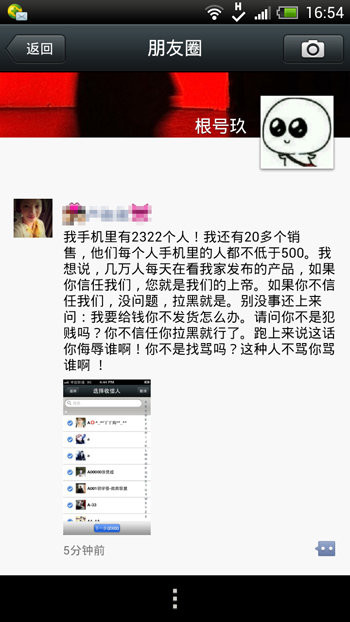 H
16:54
返回
朋友圈
根号玖
我手机里有2322个人！我还有20多个销
售，他们每个人手机里的人都不低于500。我
想说，几万人每天在看我家发布的产品，如果
你信任我们，您就是我们的上帝。如果你不信
任我们，没问题，拉黑就是。别没事还上来
问：我要给钱你不发货怎么办。请问你不是犯
贱吗？你不信任你拉黑就行了。跑上来说这话
你侮辱谁啊！你不是找骂吗？这种人不骂你骂
谁啊 ！
4:44 PM
选择收信人
a
a
A-33
5分钟前